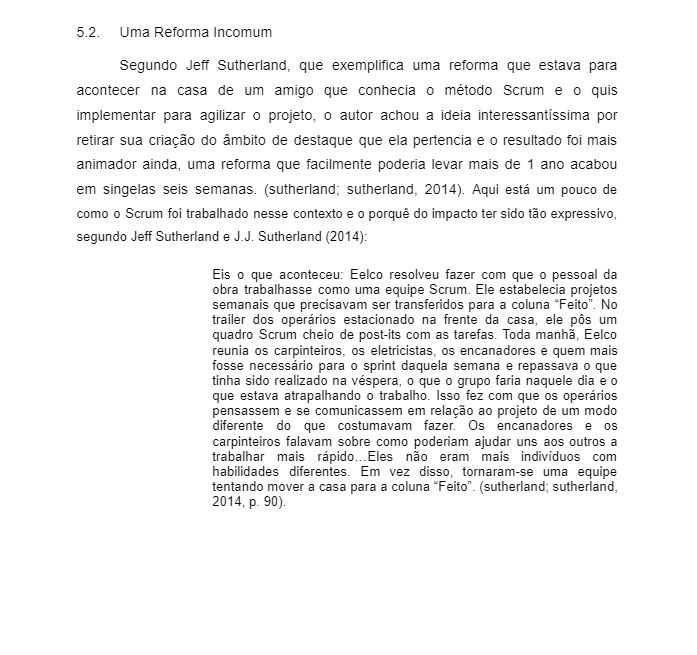 5.2. Uma Reforma Incomum
Segundo Jeff Sutherland, que exemplifica uma reforma que estava para
acontecer na casa de um amigo que conhecia o método Scrum e o quis
implementar para agilizar o projeto, o autor achou a ideia interessantíssima por
retirar sua criação do âmbito de destaque que ela pertencia e o resultado foi mais
animador ainda, uma reforma que facilmente poderia levar mais de 1 ano acabou
em singelas seis semanas. (sutherland; sutherland, 2014). Aqui está um pouco de
como o Scrum foi trabalhado nesse contexto e o porquê do impacto ter sido tão expressivo,
segundo Jeff Sutherland e J.J. Sutherland (2014):
Eis o que aconteceu: Eelco resolveu fazer com que o pessoal da
obra trabalhasse como uma equipe Scrum. Ele estabelecia projetos
semanais que precisavam ser transferidos para a coluna “Feito”. No
trailer dos operários estacionado na frente da casa, ele pôs um
quadro Scrum cheio de post-its com as tarefas. Toda manhã, Eelco
reunia os carpinteiros, os eletricistas, os encanadores e quem mais
fosse necessário para o sprint daquela semana e repassava o que
tinha sido realizado na véspera, o que o grupo faria naquele dia e o
que estava atrapalhando o trabalho. Isso fez com que os operários
pensassem e se comunicassem em relação ao projeto de um modo
diferente do que costumavam fazer. Os encanadores e os
carpinteiros falavam sobre como poderiam ajudar uns aos outros a
trabalhar mais rápido...Eles não eram mais indivíduos com
habilidades diferentes. Em vez disso, tornaram-se uma equipe
tentando mover a casa para a coluna “Feito”. (sutherland; sutherland,
2014, p. 90).